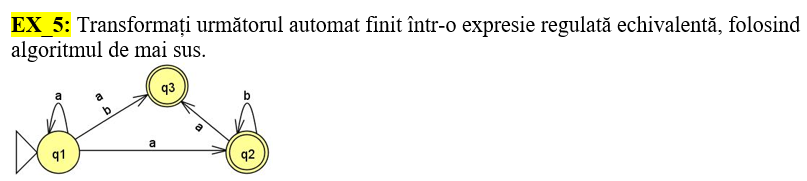 EX_5: Transformați următorul automat finit într-o expresie regulată echivalentă, folosind
algoritmul de mai sus.
q3
a
a
b
b
a
a
q1
q2